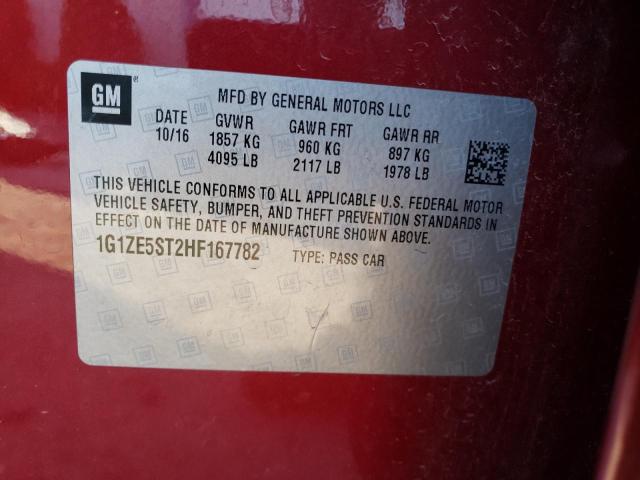 GM
MFD BY GENERAL MOTORS LLC
DATE GVWR GAWR FRT GAWR RR
10/16 1857 KG 960 KG 897 KG
4095 LB 2117 LB 1978 LB
THIS VEHICLE CONFORMS TO ALL APPLICABLE U.S. FEDERAL MOTOR
VEHICLE SAFETY, BUMPER, AND THEFT PREVENTION STANDARDS IN
EFFECT ON THE DATE OF MANUFACTURE SHOWN ABOVE.
1G1ZE5ST2HF167782 TYPE: PASS CAR